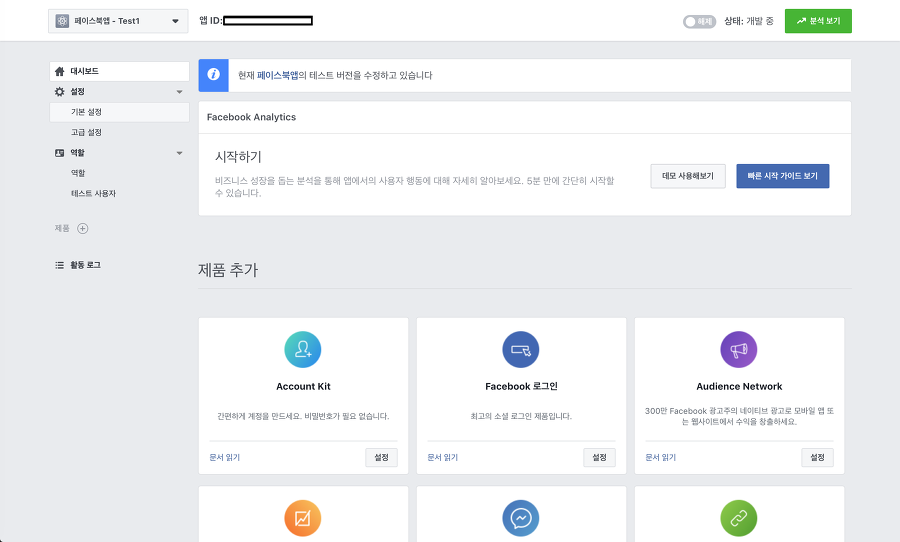 페이스북앱 - Test1
앱 ID:
해제
상태: 개발 중
분석 보기
대시보드
설정
기본 설정
고급 설정
역할
역할
테스트 사용자
제품
활동 로그
현재 페이스북앱의 테스트 버전을 수정하고 있습니다
Facebook Analytics
시작하기
비즈니스 성장을 돕는 분석을 통해 앱에서의 사용자 행동에 대해 자세히 알아보세요. 5분 만에 간단히 시작할
수 있습니다.
데모 사용해보기
빠른 시작 가이드 보기
제품 추가
Account Kit
간편하게 계정을 만드세요. 비밀번호가 필요 없습니다.
문서 읽기
설정
Facebook 로그인
최고의 소셜 로그인 제품입니다.
문서 읽기
설정
Audience Network
300만 Facebook 광고주의 네이티브 광고로 모바일 앱 또
는 웹사이트에서 수익을 창출하세요.
문서 읽기
설정